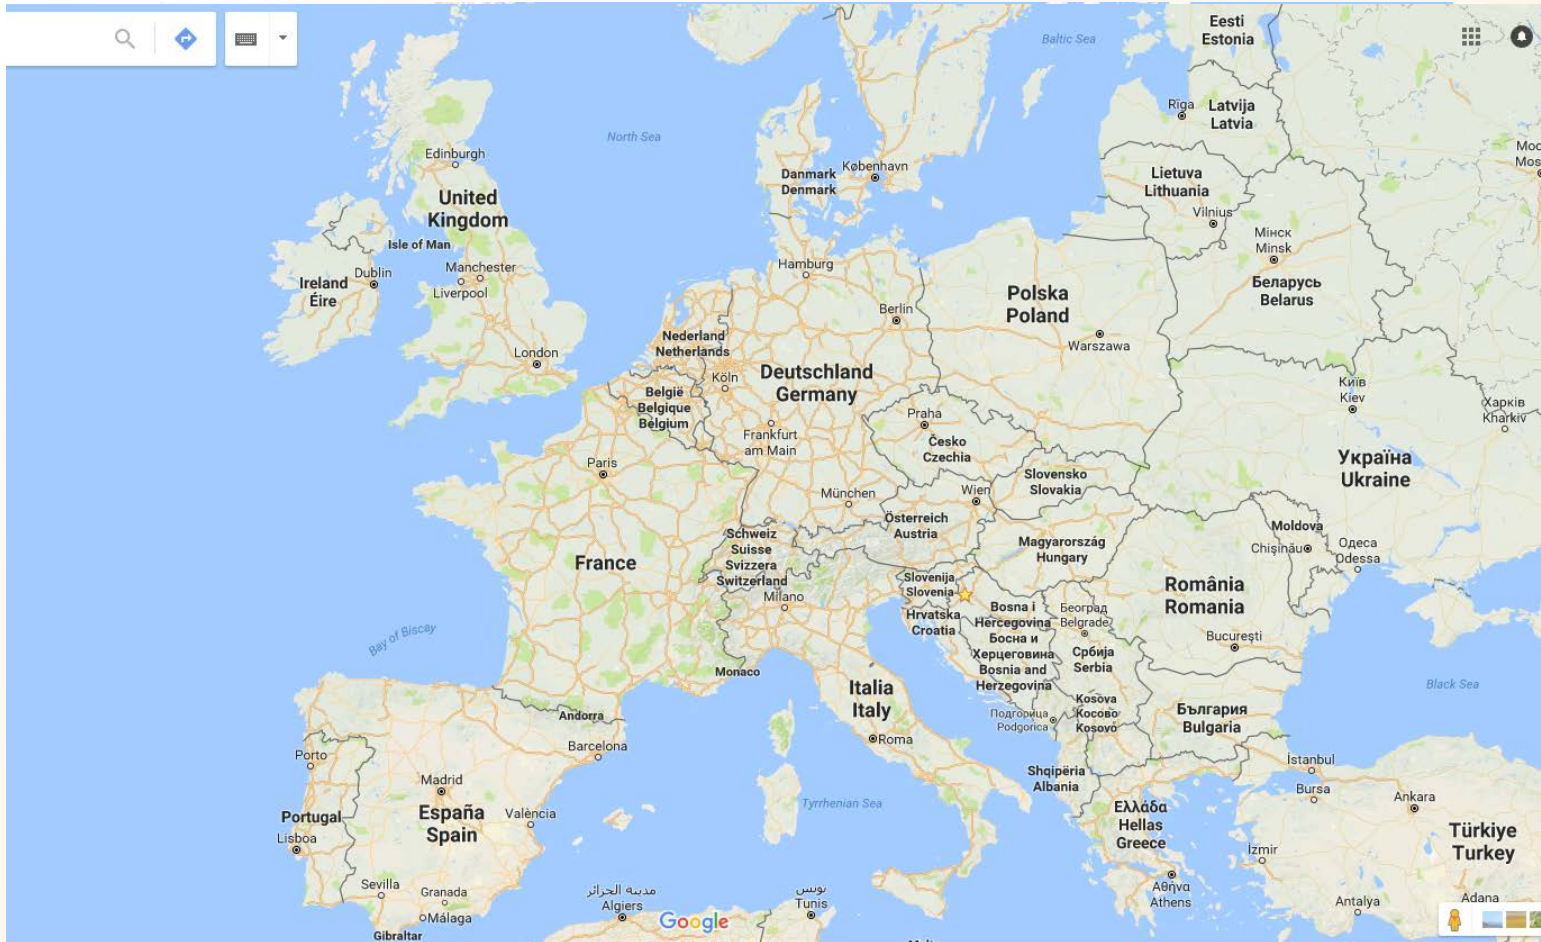 Eesti
Estonia
Baltic Sea
Rīga
Latvija
Latvia
North Sea
Edinburgh
København
Danmark
Denmark
Lietuva
Lithuania
Vilnius
United
Kingdom
Isle of Man
Мінск
Minsk
Беларусь
Belarus
Dublin
Ireland
Éire
Manchester
Liverpool
Hamburg
Berlin
Polska
Poland
Warszawa
London
Nederland
Netherlands
Köln
België
Belgique
Belgium
Deutschland
Germany
Frankfurt
am Main
Praha
Česko
Czechia
Київ
Kiev
Харків
Kharkiv
Україна
Ukraine
Paris
München
Wien
Slovensko
Slovakia
Österreich
Austria
Magyarország
Hungary
Moldova
Chișinău
Одеса
Odessa
France
Schweiz
Suisse
Svizzera
Switzerland
Milano
Slovenija
Slovenia
Hrvatska
Croatia
Bosna i
Hercegovina
Босна и
Херцеговина
Bosnia and
Herzegovina
Београд
Belgrade
Србија
Serbia
România
Romania
București
Bay of Biscay
Monaco
Italia
Italy
Roma
Подгорица
Podgorica
Kosova
Косово
Kosovo
България
Bulgaria
Black Sea
Andorra
Barcelona
Porto
Madrid
España
Spain
València
Portugal
Lisboa
Tyrrhenian Sea
Shqipëria
Albania
Ελλάδα
Hellas
Greece
İstanbul
Bursa
Ankara
Türkiye
Turkey
İzmir
Αθήνα
Athens
Antalya
Adana
Sevilla
Granada
Málaga
Gibraltar
مدينة الجزائر
Algiers
Google
تونس
Tunis